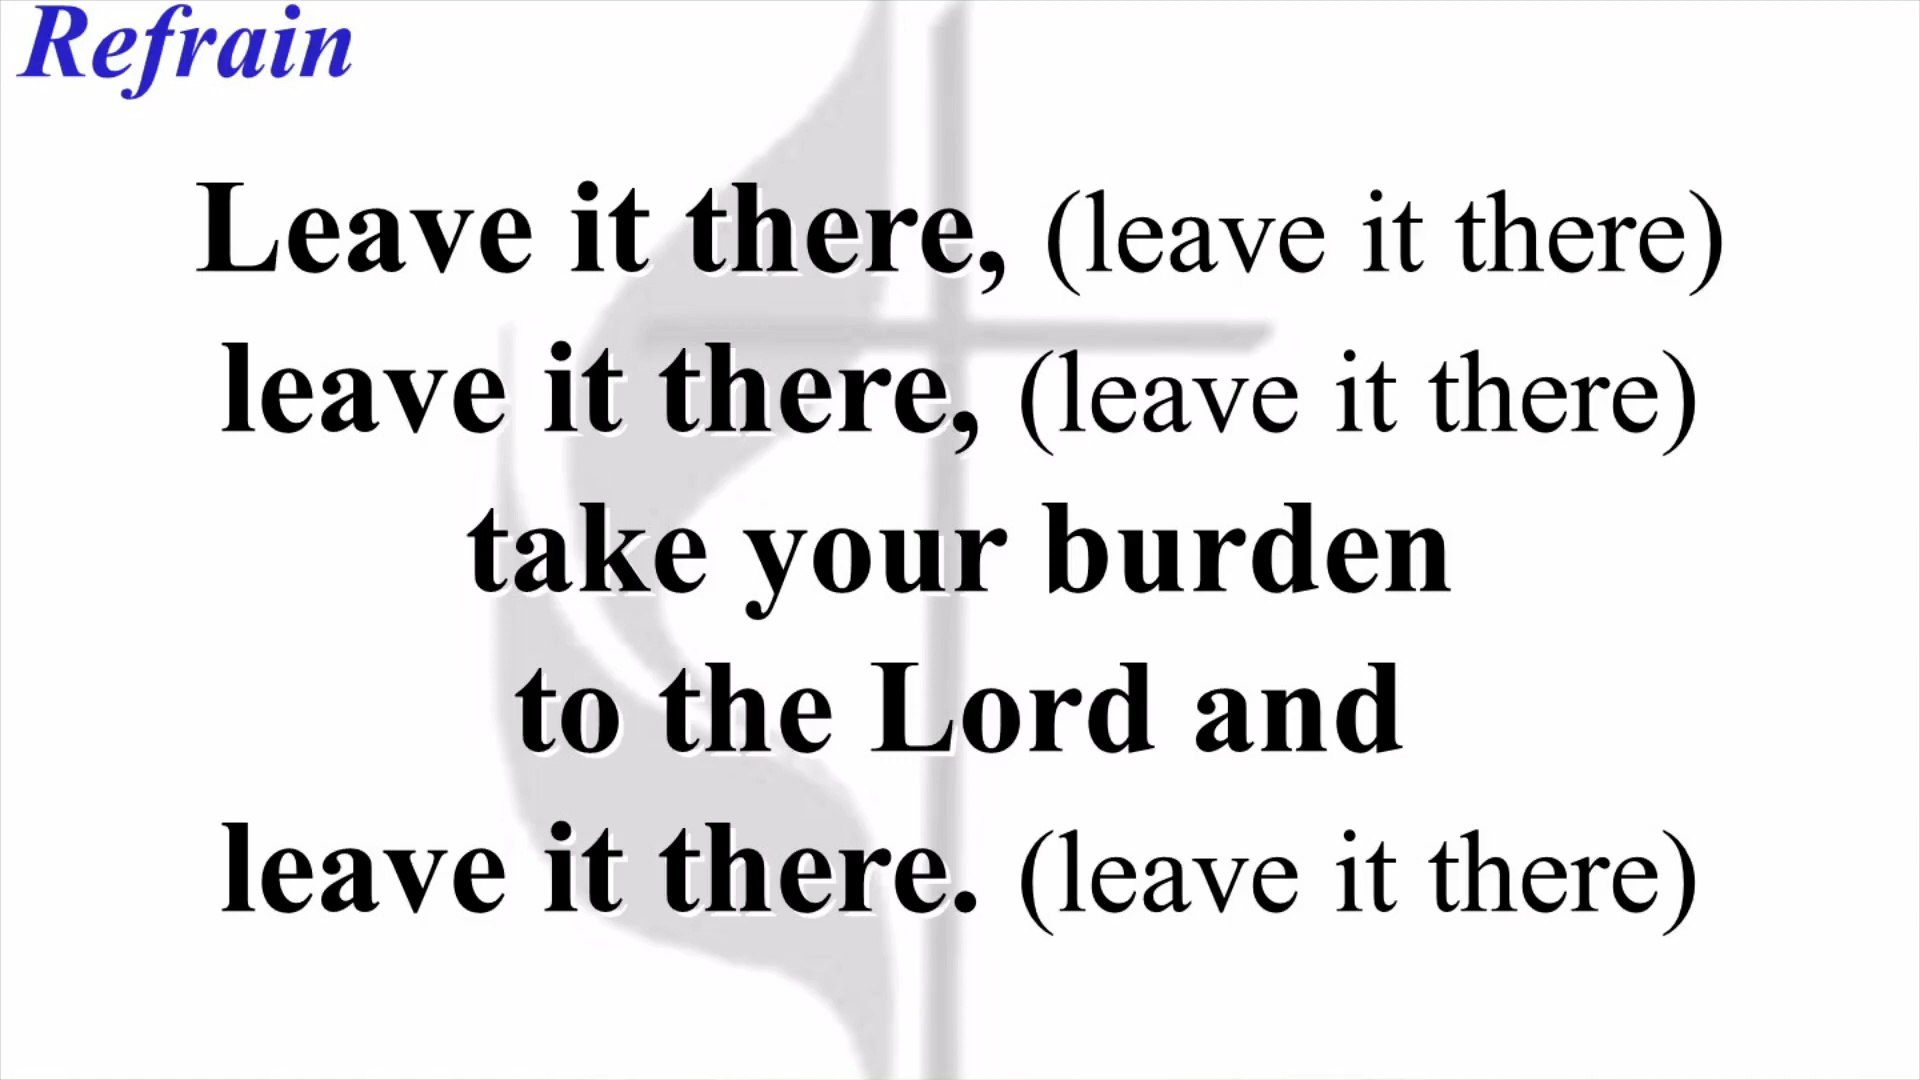 Refrain
Leave it there, (leave it there)
leave it there, (leave it there)
take your burden
to the Lord and
leave it there. (leave it there)